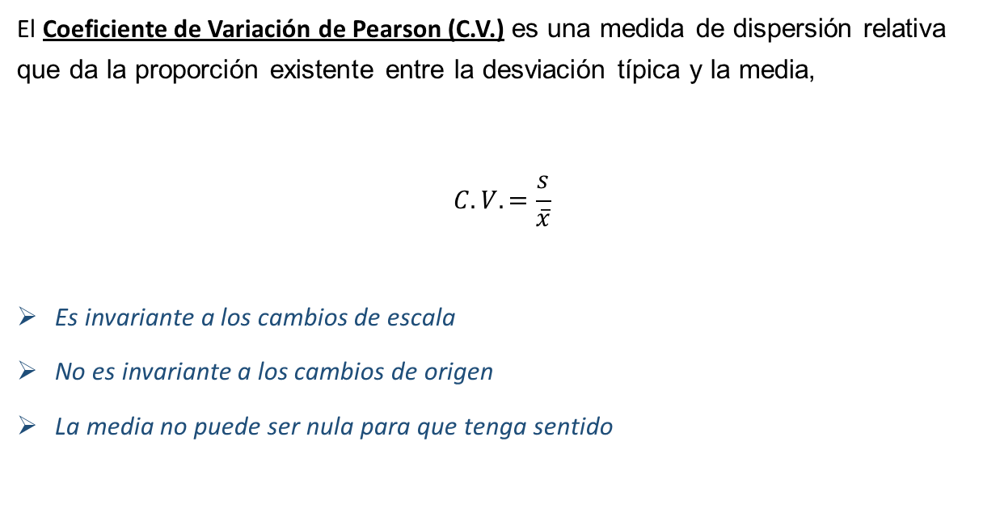 El Coeficiente de Variación de Pearson (C.V.) es una medida de dispersión relativa
que da la proporción existente entre la desviación típica y la media,
C.V.= s/x̄
➢ Es invariante a los cambios de escala
➢ No es invariante a los cambios de origen
➢ La media no puede ser nula para que tenga sentido